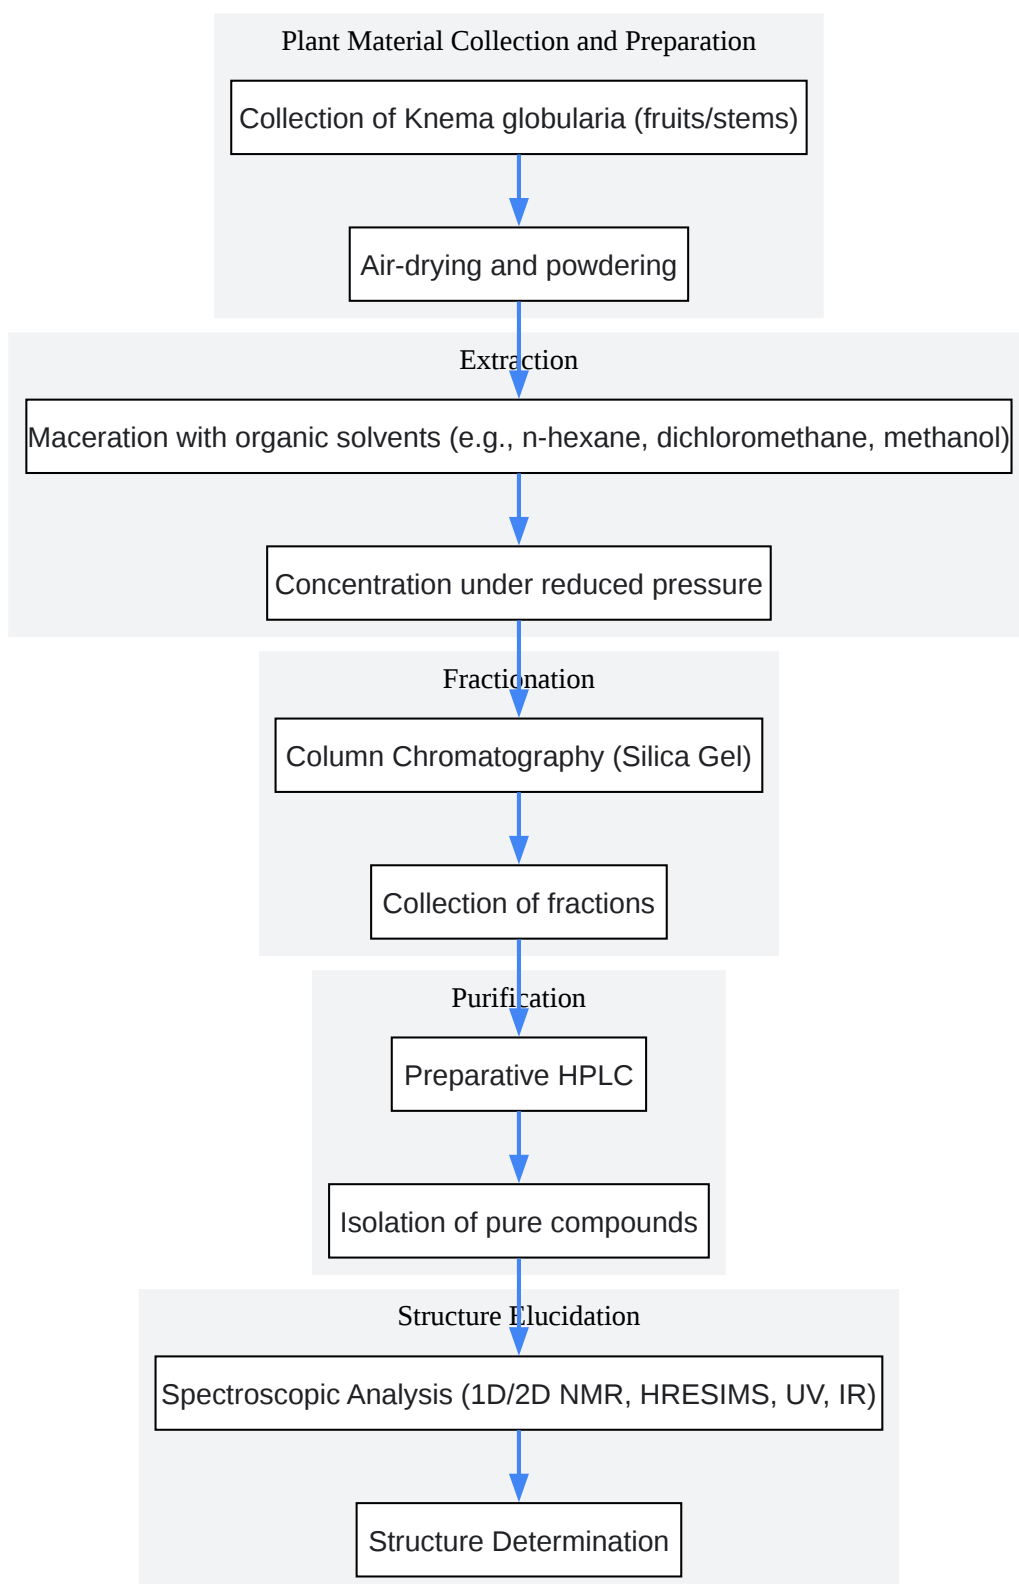 Plant Material Collection and Preparation
Collection of Knema globularia (fruits/stems)
Air-drying and powdering
Extraction
Maceration with organic solvents (e.g., n-hexane, dichloromethane, methanol)
Concentration under reduced pressure
Fractionation
Column Chromatography (Silica Gel)
Collection of fractions
Purification
Preparative HPLC
Isolation of pure compounds
Structure Elucidation
Spectroscopic Analysis (1D/2D NMR, HRESIMS, UV, IR)
Structure Determination